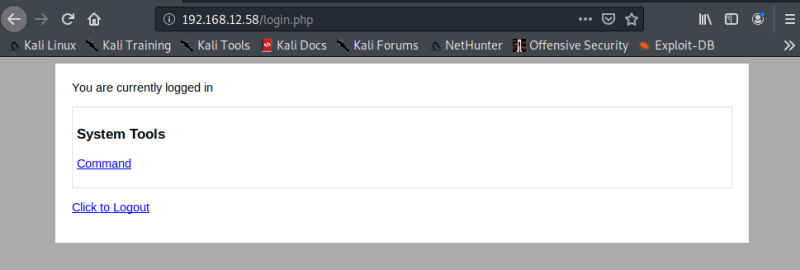 192.168.12.58/login.php
Kali Linux Kali Training Kali Tools Kali Docs Kali Forums NetHunter Offensive Security Exploit-DB
You are currently logged in
System Tools
Command
Click to Logout